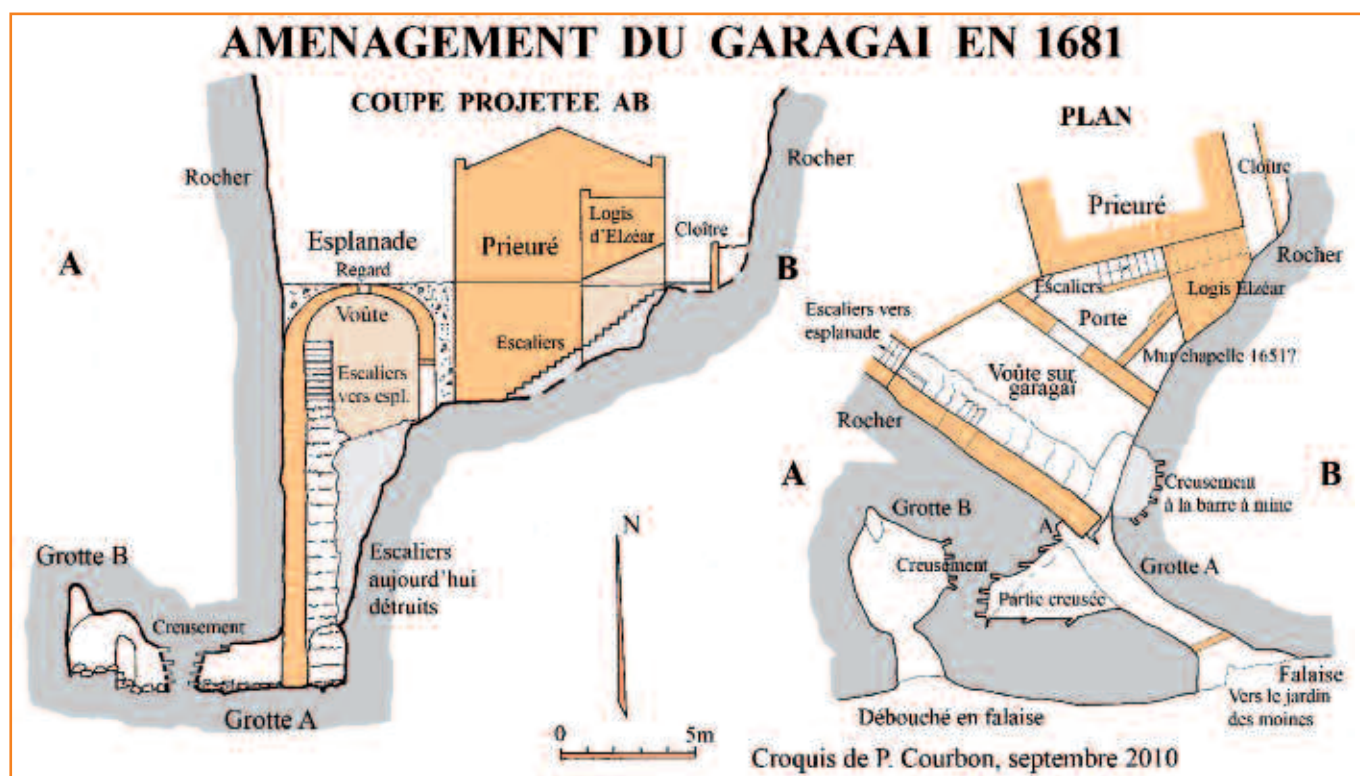 AMENAGEMENT DU GARAGAI EN 1681
COUPE PROJETEE AB
Rocher
Rocher
A
Esplanade
Regard
Voûte
Prieuré
Logis
d'Elzéar
Cloître
B
Escaliers
Escaliers
vers espl.
Escaliers
aujourd'hui
détruits
Grotte B
Creusement
Grotte A
N
0 5m
PLAN
Cloître
Prieuré
Rocher
Escaliers
Logis Elzéar
Escaliers vers
esplanade
Porte
Mur chapelle 1651?
Voûte sur
garagaï
Rocher
A
B
Creusement
à la barre à mine
Grotte B
A
Creusement
Grotte A
Partie creusée
Falaise
Vers le jardin
des moines
Débouché en falaise
Croquis de P. Courbon, septembre 2010